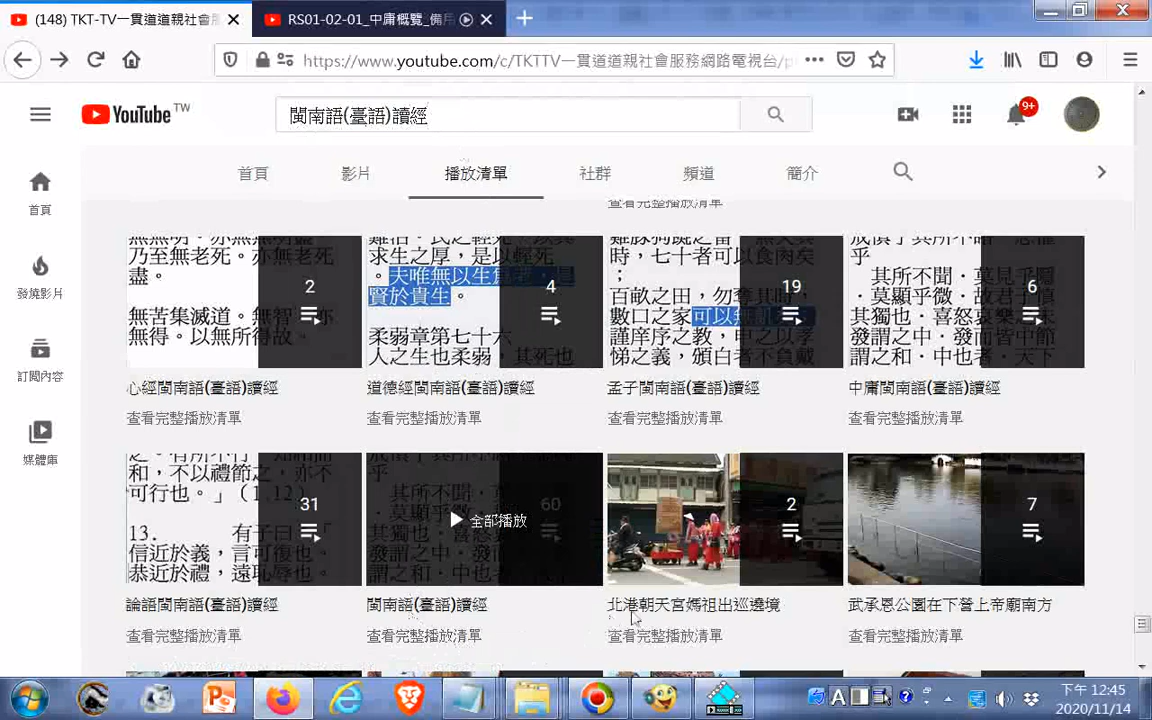 (148) TKT-TV一貫道道親社會服
RS01-02-01_中庸概覽_備用
https://www.youtube.com/c/TKTTV一貫道道親社會服務網路電視台/p
YouTube TW
閩南語(臺語)讀經
9+
首頁
影片
播放清單
社群
頻道
簡介
首頁
發燒影片
訂閱內容
媒體庫
查看完整播放清單
乃至無老死。亦無老死
盡。
無苦集滅道。無智亦
無得。以無所得故。
2
心經閩南語(臺語)讀經
查看完整播放清單
求生之厚，是以輕死
。夫唯無以生為者，是
賢於貴生。
柔弱章第七十六
人之生也柔弱，其死也
4
道德經閩南語(臺語)讀經
查看完整播放清單
時，七十者可以食肉矣
；
百畝之田，勿奪其時，
數口之家可以無飢矣；
謹庠序之教，申之以孝
悌之義，頒白者不負戴
19
孟子閩南語(臺語)讀經
查看完整播放清單
乎
其所不聞．莫見乎隱
．莫顯乎微．故君子慎
其獨也．喜怒哀樂之未
發謂之中．發而皆中節
謂之和．中也者．天下
6
中庸閩南語(臺語)讀經
查看完整播放清單
和，不以禮節之，亦不
可行也。」（1.12）
13. 有子曰：「
信近於義，言可復也。
恭近於禮，遠恥辱也。
31
論語閩南語(臺語)讀經
查看完整播放清單
乎
60
全部播放
閩南語(臺語)讀經
查看完整播放清單
2
北港朝天宮媽祖出巡遶境
查看完整播放清單
7
武承恩公園在下營上帝廟南方
查看完整播放清單
下午 12:45
2020/11/14